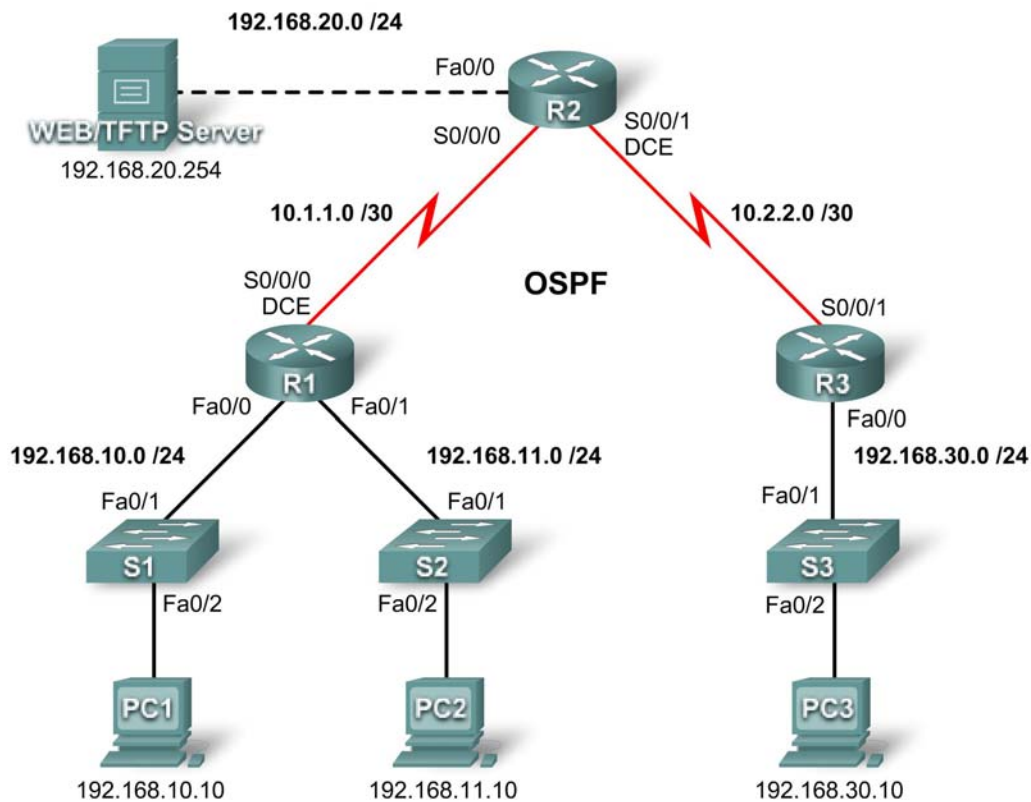 192.168.20.0 /24
Fa0/0
R2
WEB/TFTP Server
S0/0/0
S0/0/1
DCE
192.168.20.254
10.1.1.0 /30
10.2.2.0 /30
OSPF
S0/0/0
DCE
S0/0/1
R1
R3
Fa0/0
Fa0/1
Fa0/0
192.168.10.0 /24
192.168.11.0 /24
192.168.30.0 /24
Fa0/1
Fa0/1
Fa0/1
S1
S2
S3
Fa0/2
Fa0/2
Fa0/2
PC1
PC2
PC3
192.168.10.10
192.168.11.10
192.168.30.10